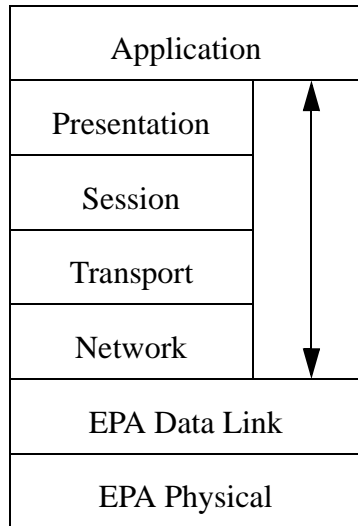 Application
Presentation
Session
Transport
Network
EPA Data Link
EPA Physical